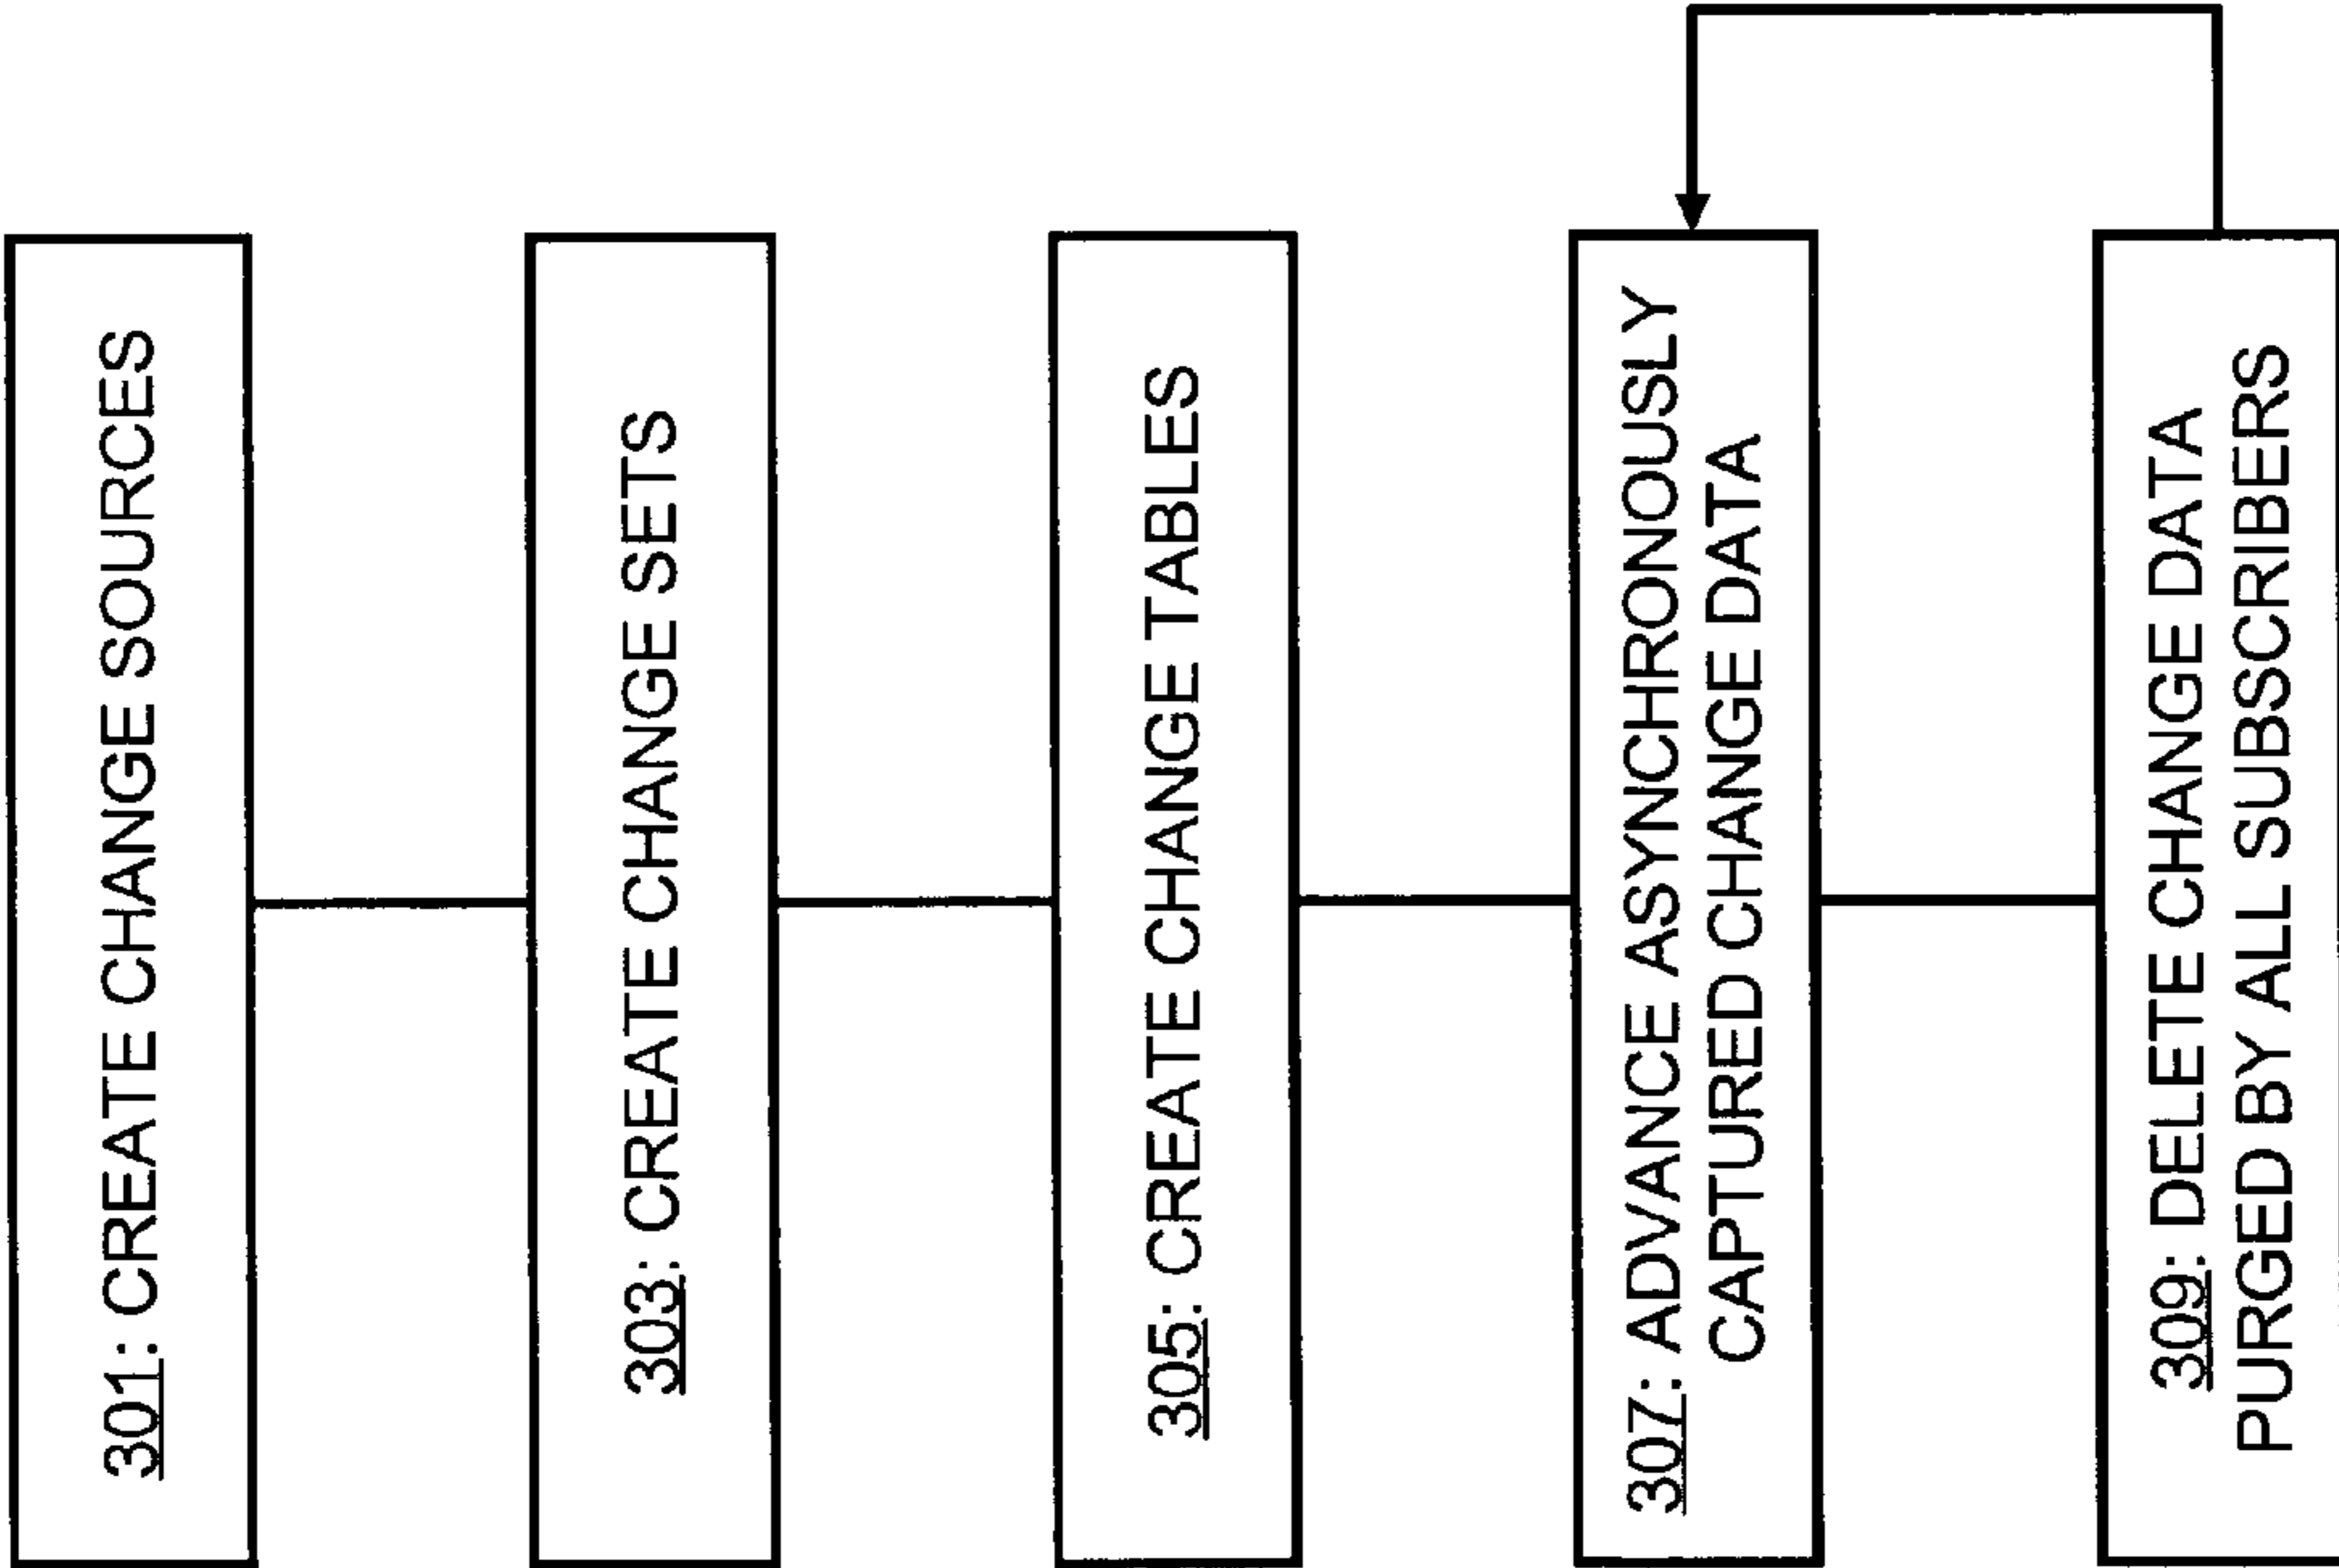 301: CREATE CHANGE SOURCES
303: CREATE CHANGE SETS
305: CREATE CHANGE TABLES
307: ADVANCE ASYNCHRONOUSLY
CAPTURED CHANGE DATA
309: DELETE CHANGE DATA
PURGED BY ALL SUBSCRIBERS